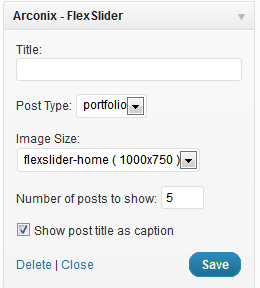 Arconix - FlexSlider
Title:
Post Type: portfolio
Image Size:
flexslider-home ( 1000x750 )
Number of posts to show: 5
Show post title as caption
Delete | Close Save